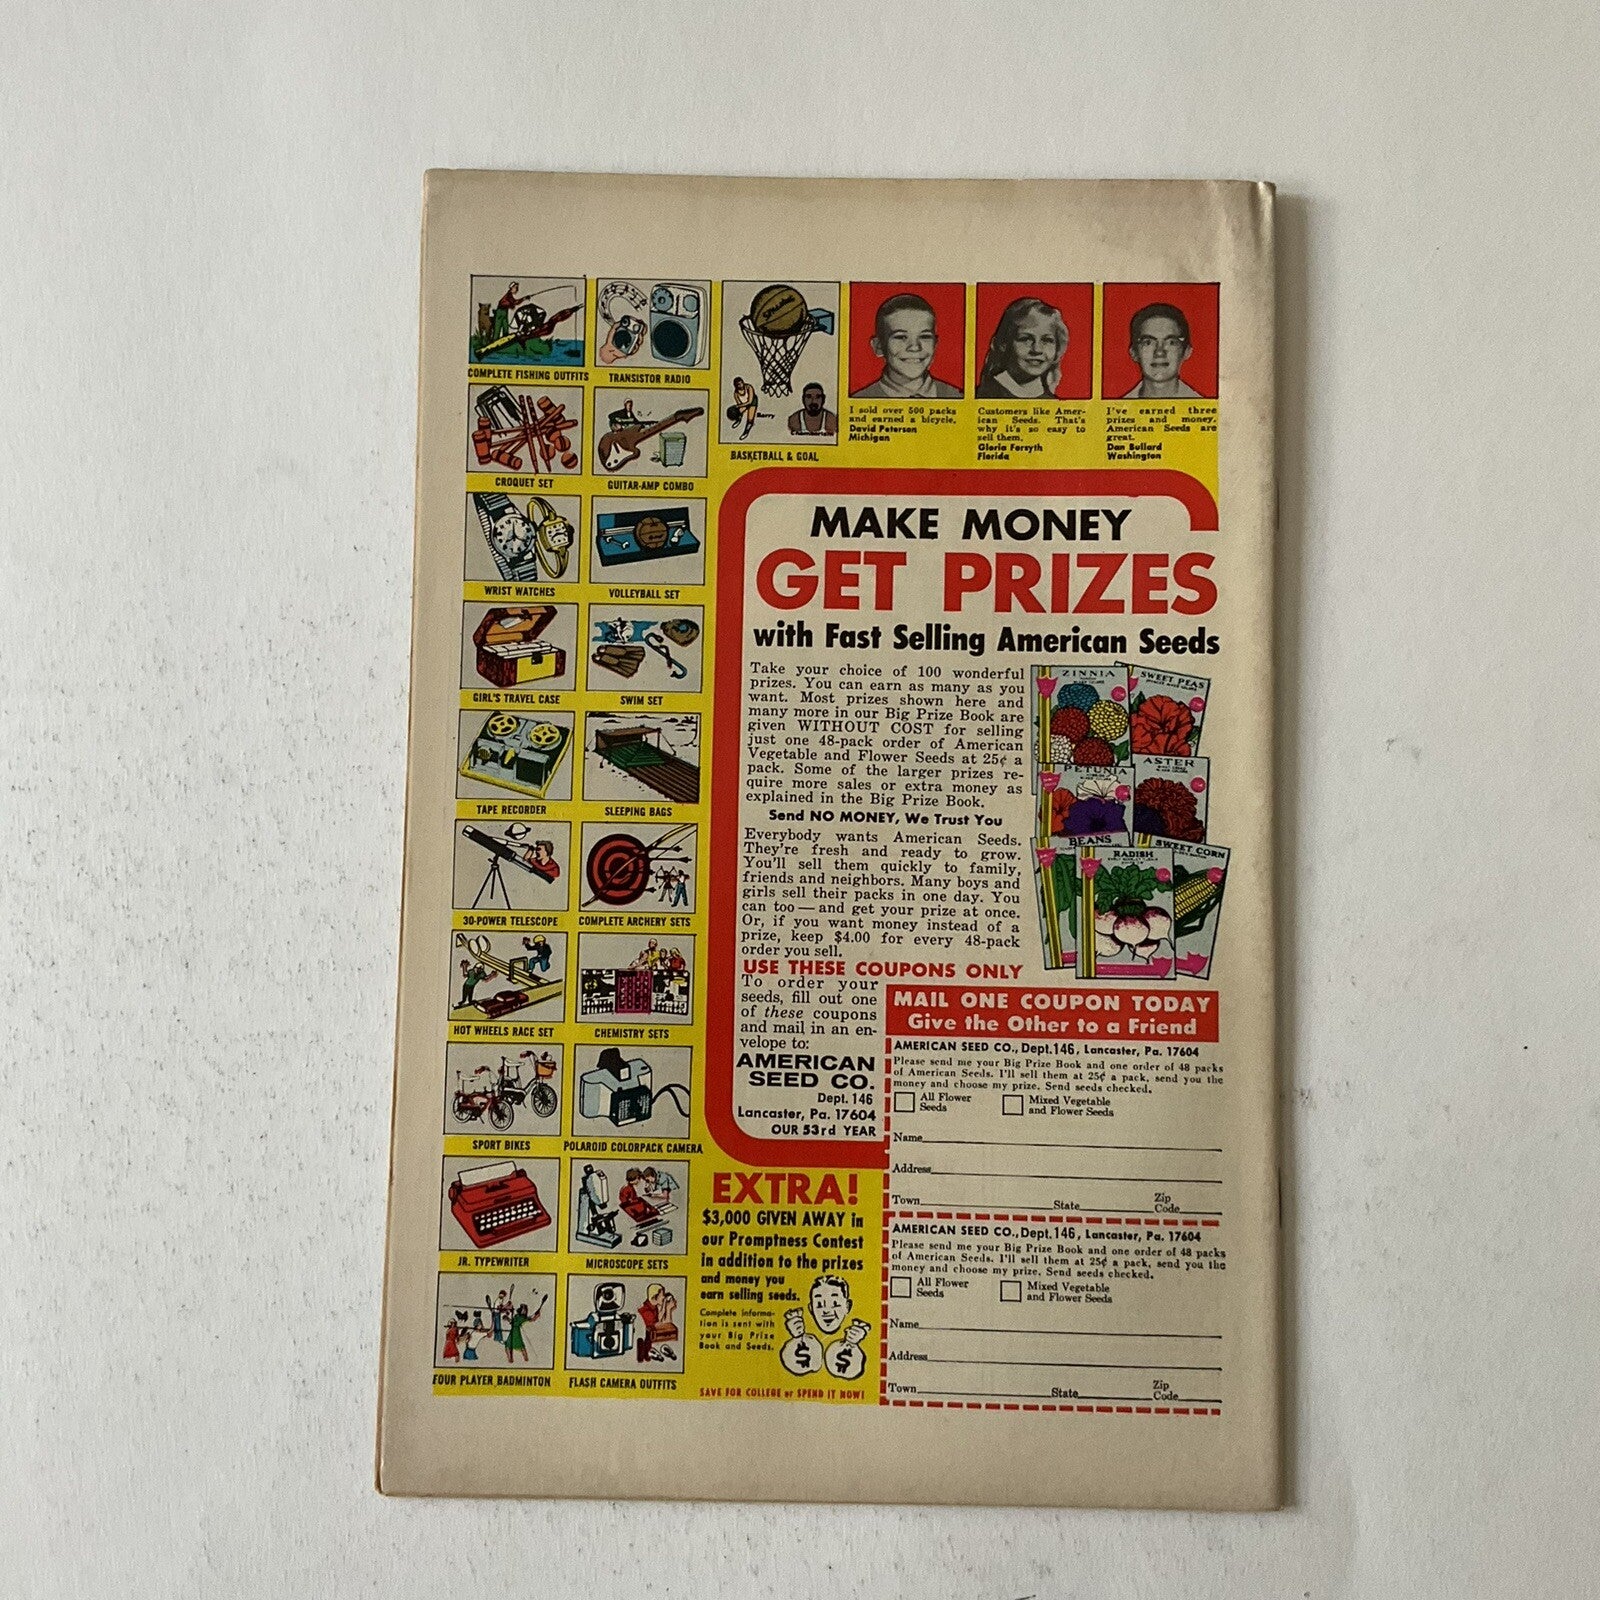 COMPLETE FISHING OUTFITS
TRANSISTOR RADIO
CROQUET SET
GUITAR-AMP COMBO
WRIST WATCHES
VOLLEYBALL SET
GIRL'S TRAVEL CASE
SWIM SET
TAPE RECORDER
SLEEPING BAGS
30-POWER TELESCOPE
COMPLETE ARCHERY SETS
HOT WHEELS RACE SET
CHEMISTRY SETS
SPORT BIKES
POLAROID COLORPACK CAMERA
JR. TYPEWRITER
MICROSCOPE SETS
FOUR PLAYER BADMINTON
FLASH CAMERA OUTFITS
SPALDING
Barry
Chamberlain
BASKETBALL & GOAL
I sold over 500 packs
and earned a bicycle.
David Peterson
Michigan
Customers like Amer-
ican Seeds. That's
why it's so easy to
sell them.
Gloria Forsyth
Florida
I've earned three
prizes and money.
American Seeds are
great.
Dan Bullard
Washington
MAKE MONEY
GET PRIZES
with Fast Selling American Seeds
Take your choice of 100 wonderful
prizes. You can earn as many as you
want. Most prizes shown here and
many more in our Big Prize Book are
given WITHOUT COST for selling
just one 48-pack order of American
Vegetable and Flower Seeds at 25¢ a
pack. Some of the larger prizes re-
quire more sales or extra money as
explained in the Big Prize Book.
Send NO MONEY, We Trust You
Everybody wants American Seeds.
They're fresh and ready to grow.
You'll sell them quickly to family,
friends and neighbors. Many boys and
girls sell their packs in one day. You
can too — and get your prize at once.
Or, if you want money instead of a
prize, keep $4.00 for every 48-pack
order you sell.
ZINNIA
SWEET PEAS
PETUNIA
ASTER
BEANS
RADISH
SWEET CORN
USE THESE COUPONS ONLY
To order your
seeds, fill out one
of these coupons
and mail in an en-
velope to:
AMERICAN
SEED CO.
Dept. 146
Lancaster, Pa. 17604
OUR 53rd YEAR
MAIL ONE COUPON TODAY
Give the Other to a Friend
AMERICAN SEED CO., Dept. 146, Lancaster, Pa. 17604
Please send me your Big Prize Book and one order of 48 packs
of American Seeds. I'll sell them at 25¢ a pack, send you the
money and choose my prize. Send seeds checked.
All Flower
Seeds
Mixed Vegetable
and Flower Seeds
Name
Address
Town State Zip Code
AMERICAN SEED CO., Dept. 146, Lancaster, Pa. 17604
Please send me your Big Prize Book and one order of 48 packs
of American Seeds. I'll sell them at 25¢ a pack, send you the
money and choose my prize. Send seeds checked.
All Flower
Seeds
Mixed Vegetable
and Flower Seeds
Name
Address
Town State Zip Code
EXTRA!
$3,000 GIVEN AWAY in
our Promptness Contest
in addition to the prizes
and money you
earn selling seeds.
Complete informa-
tion is sent with
your Big Prize
Book and Seeds.
$ $
SAVE FOR COLLEGE or SPEND IT NOW!